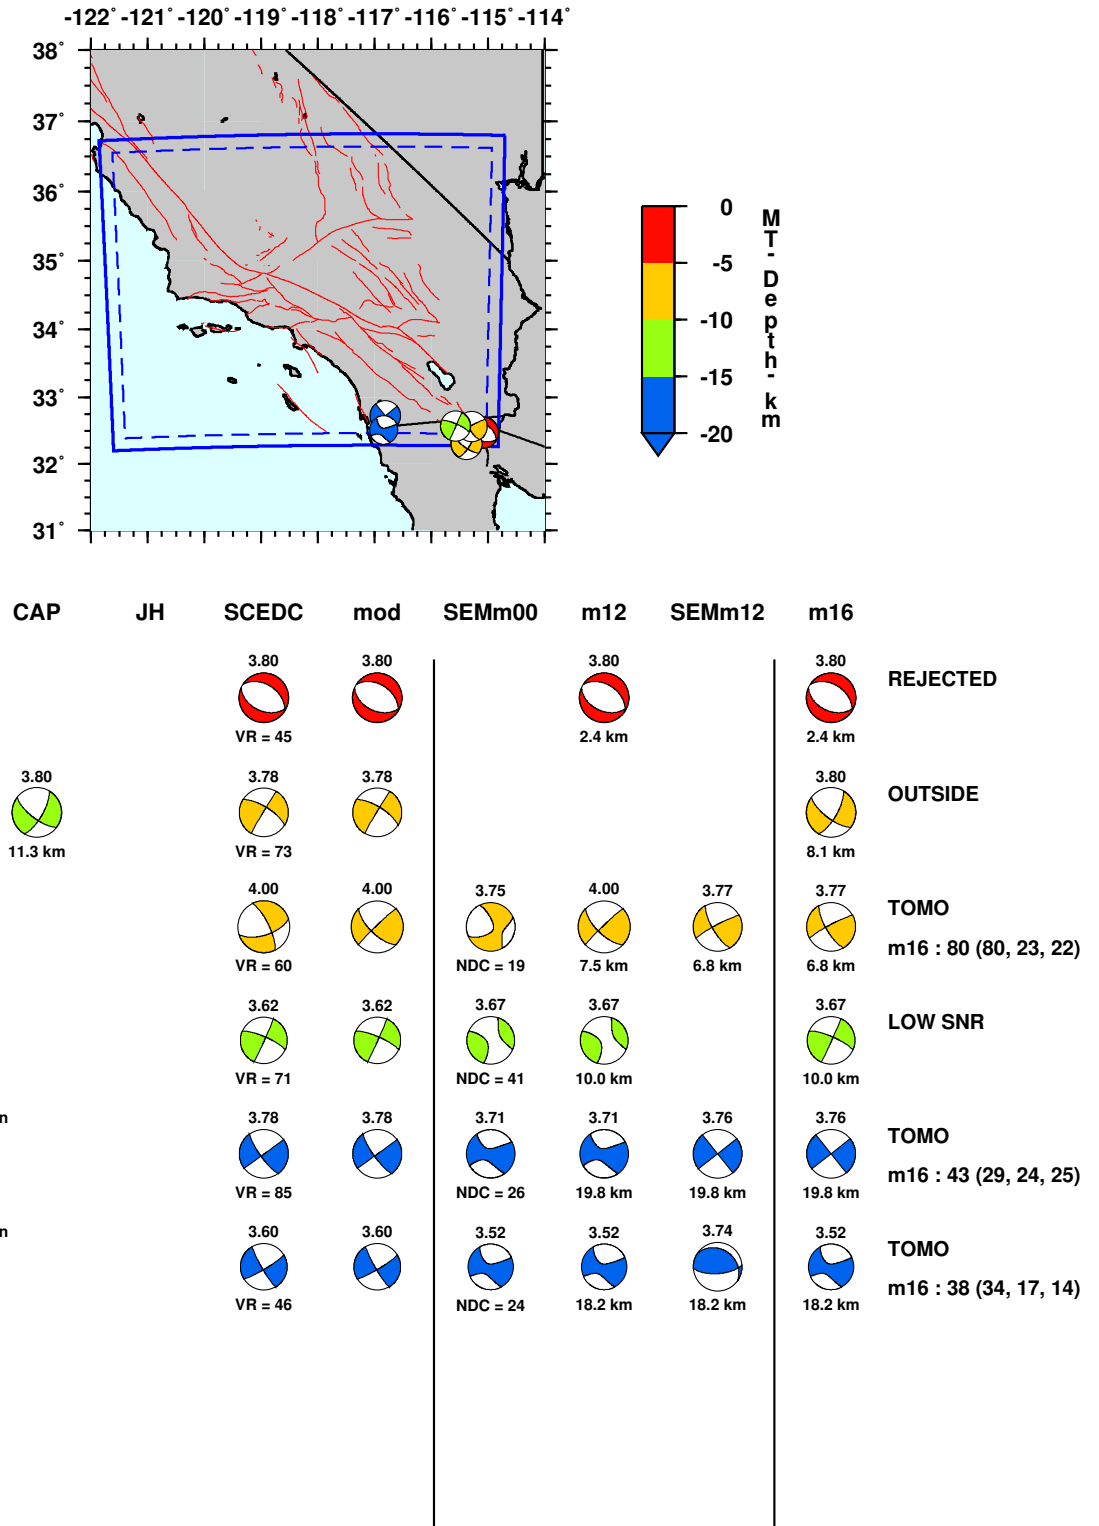 -122° -121° -120° -119° -118° -117° -116° -115° -114°
38°
37°
36°
35°
34°
33°
32°
31°
0
-5
-10
-15
-20
MT-Depth-km
CAP JH SCEDC mod SEMm00 m12 SEMm12 m16
3.80 3.80 3.80 3.80
REJECTED
VR = 45 2.4 km 2.4 km
3.80 3.78 3.78 3.80
OUTSIDE
11.3 km VR = 73 8.1 km
4.00 4.00 3.75 4.00 3.77 3.77
TOMO
m16 : 80 (80, 23, 22)
VR = 60 NDC = 19 7.5 km 6.8 km 6.8 km
3.62 3.62 3.67 3.67 3.67
LOW SNR
VR = 71 NDC = 41 10.0 km 10.0 km
n 3.78 3.78 3.71 3.71 3.76 3.76
TOMO
m16 : 43 (29, 24, 25)
VR = 85 NDC = 26 19.8 km 19.8 km 19.8 km
n 3.60 3.60 3.52 3.52 3.74 3.52
TOMO
m16 : 38 (34, 17, 14)
VR = 46 NDC = 24 18.2 km 18.2 km 18.2 km